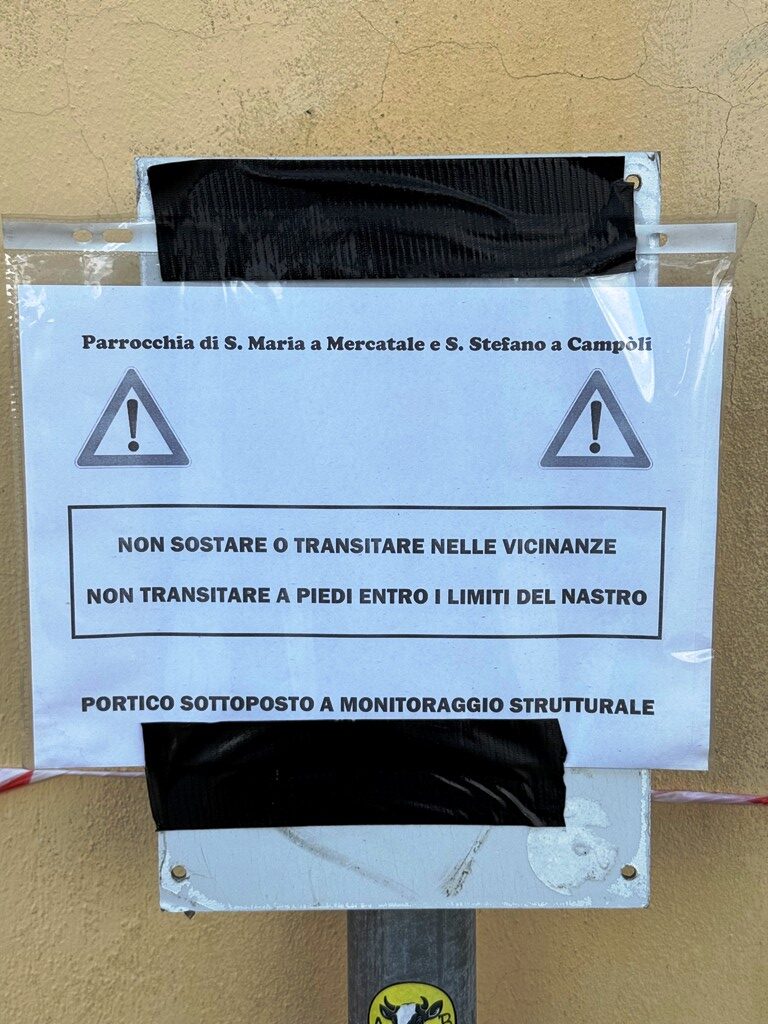 Parrocchia di S. Maria a Mercatale e S. Stefano a Campòli
NON SOSTARE O TRANSITARE NELLE VICINANZE
NON TRANSITARE A PIEDI ENTRO I LIMITI DEL NASTRO
PORTICO SOTTOPOSTO A MONITORAGGIO STRUTTURALE